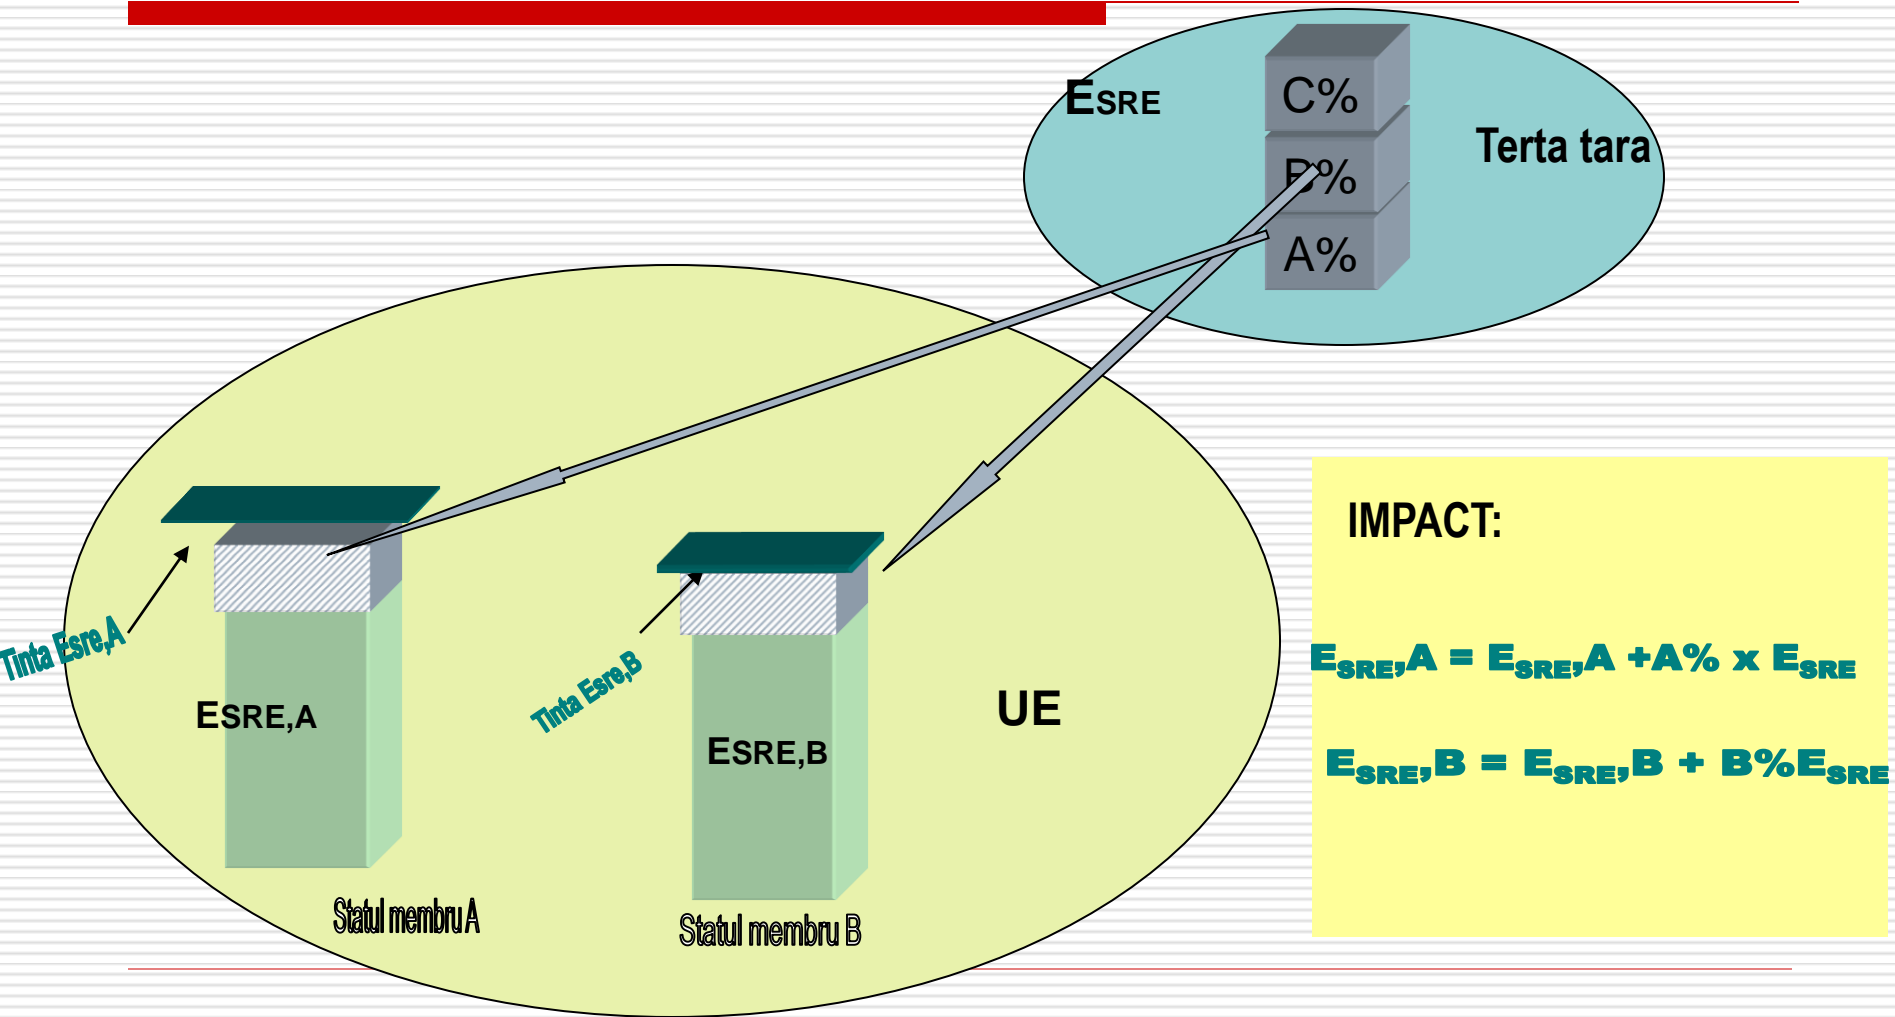 ESRE
C%
B%
A%
Terta tara
Tinta Esre,A
ESRE,A
Statul membru A
Tinta Esre,B
ESRE,B
Statul membru B
UE
IMPACT:
ESRE,A = ESRE,A +A% x ESRE
ESRE,B = ESRE,B + B%ESRE